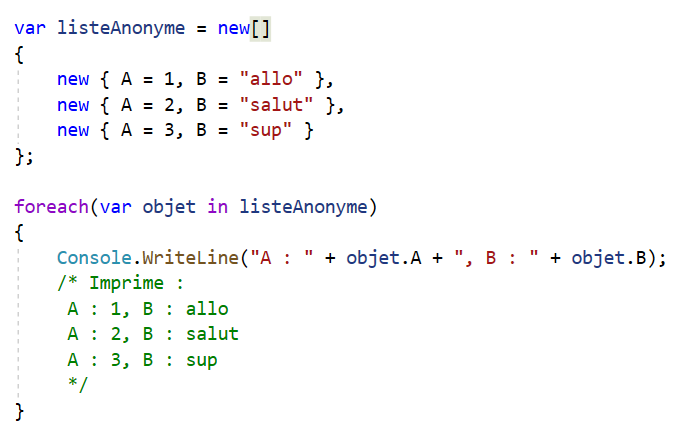 var listeAnonyme = new[]
{
    new { A = 1, B = "allo" },
    new { A = 2, B = "salut" },
    new { A = 3, B = "sup" }
};

foreach(var objet in listeAnonyme)
{
    Console.WriteLine("A : " + objet.A + ", B : " + objet.B);
    /* Imprime :
     A : 1, B : allo
     A : 2, B : salut
     A : 3, B : sup
     */
}